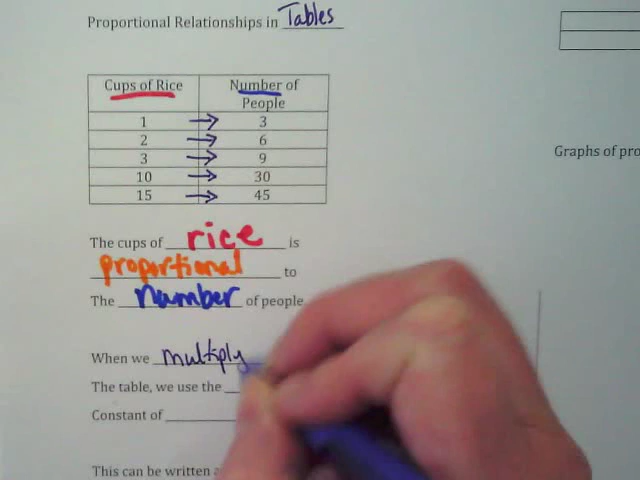 Proportional Relationships in Tables
Cups of Rice Number of People
1 → 3
2 → 6
3 → 9
10 → 30
15 → 45
Graphs of pro
The cups of rice is
proportional to
The number of people
When we multiply
The table, we use the
Constant of
This can be written